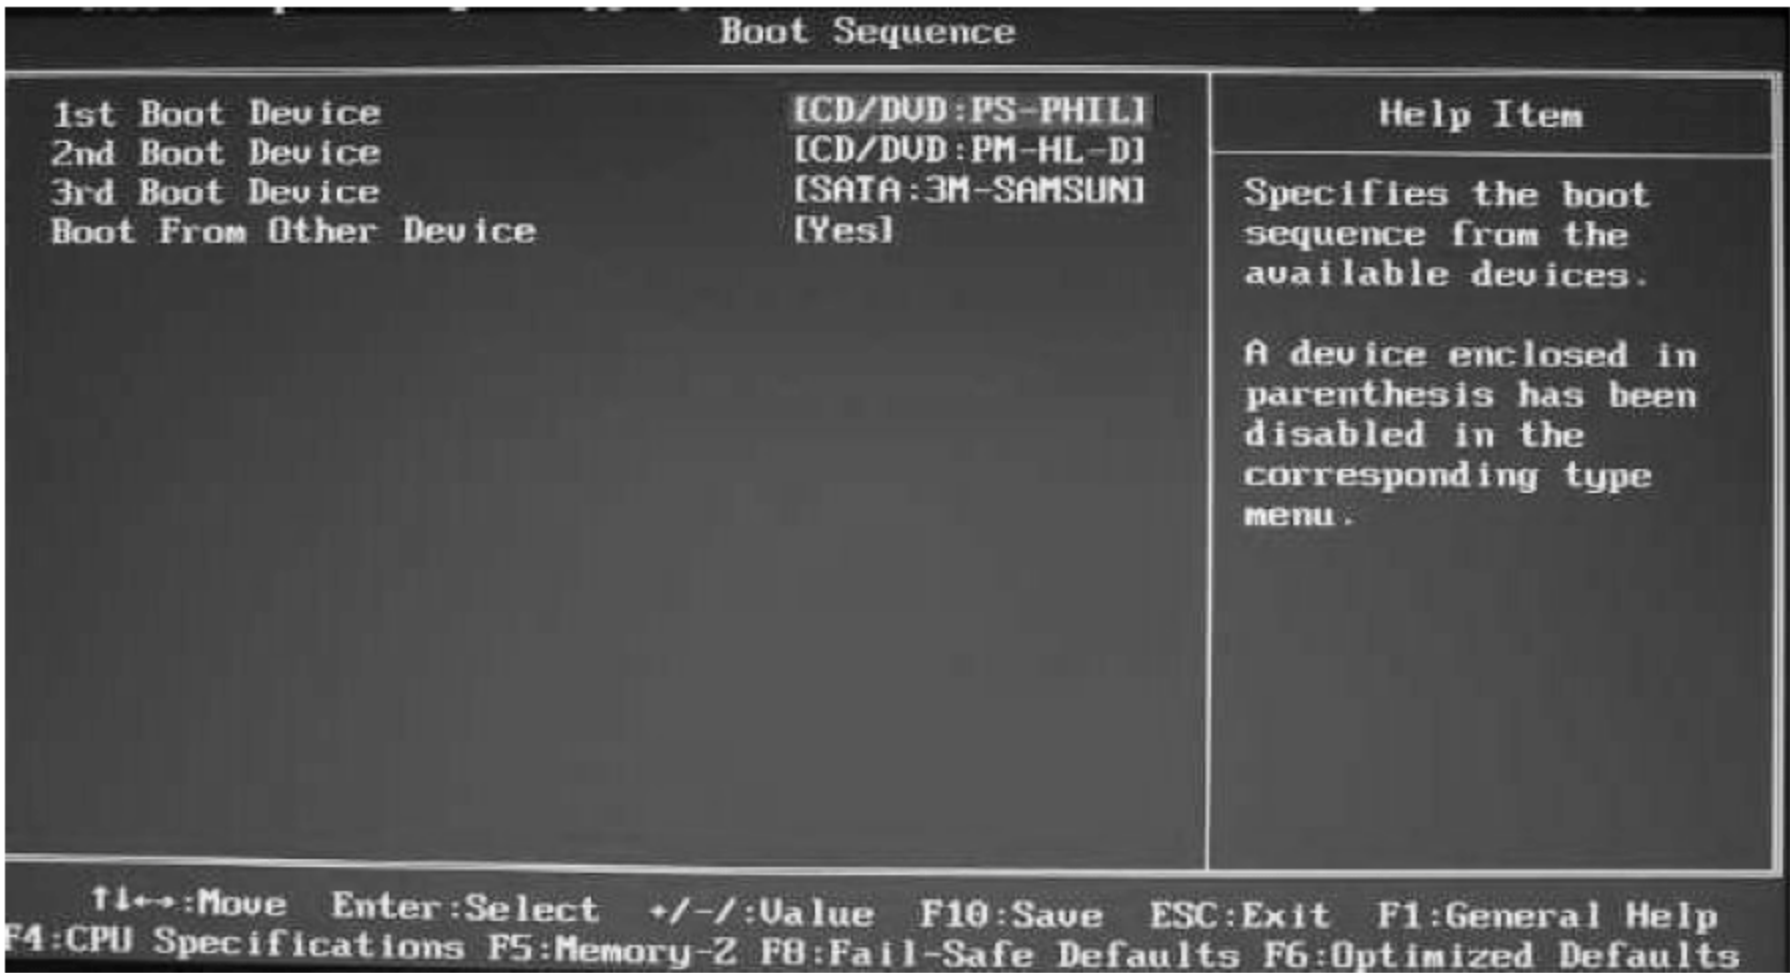 Boot Sequence
1st Boot Device [CD/DVD:PS-PHIL]
2nd Boot Device [CD/DVD:PM-HL-D]
3rd Boot Device [SATA:3M-SAMSUN]
Boot From Other Device [Yes]
Help Item
Specifies the boot
sequence from the
available devices.
A device enclosed in
parenthesis has been
disabled in the
corresponding type
menu.
↑↓←→:Move Enter:Select +/-/:Value F10:Save ESC:Exit F1:General Help
F4:CPU Specifications F5:Memory-Z F8:Fail-Safe Defaults F6:Optimized Defaults